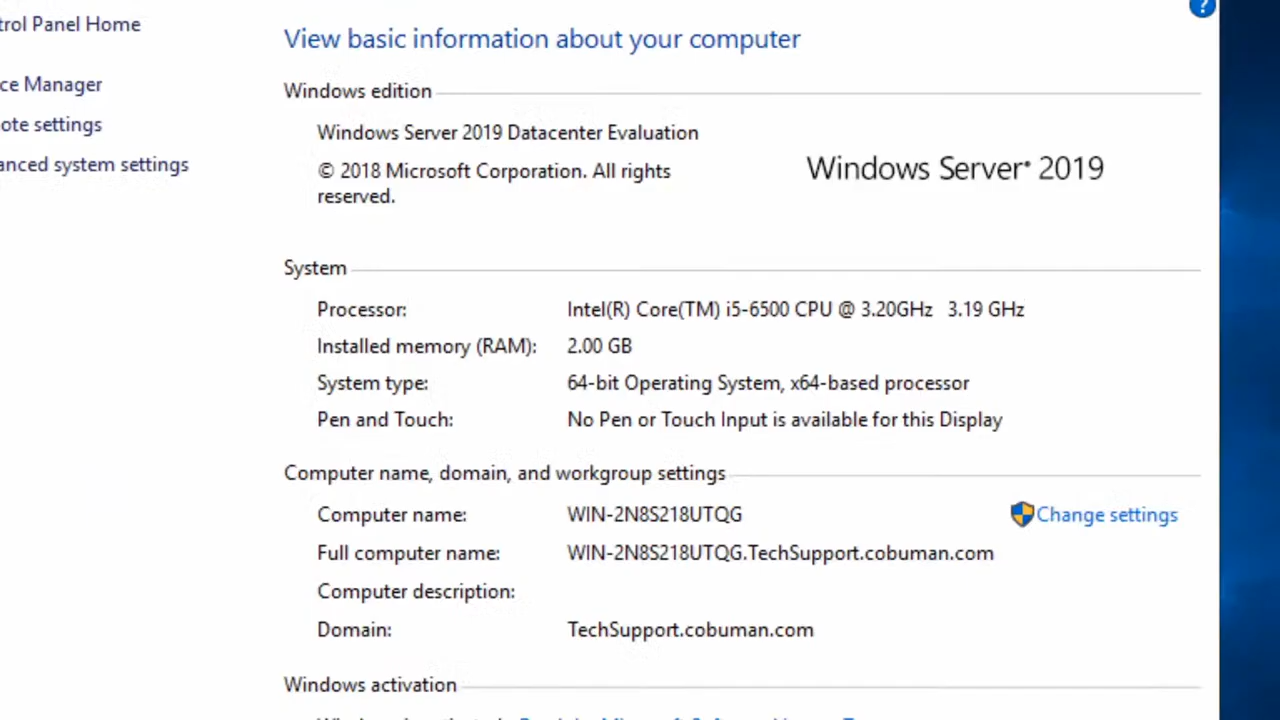 trol Panel Home
ce Manager
ote settings
anced system settings
?
View basic information about your computer
Windows edition
Windows Server 2019 Datacenter Evaluation
© 2018 Microsoft Corporation. All rights
reserved.
Windows Server® 2019
System
Processor: Intel(R) Core(TM) i5-6500 CPU @ 3.20GHz 3.19 GHz
Installed memory (RAM): 2.00 GB
System type: 64-bit Operating System, x64-based processor
Pen and Touch: No Pen or Touch Input is available for this Display
Computer name, domain, and workgroup settings
Computer name: WIN-2N8S218UTQG Change settings
Full computer name: WIN-2N8S218UTQG.TechSupport.cobuman.com
Computer description:
Domain: TechSupport.cobuman.com
Windows activation